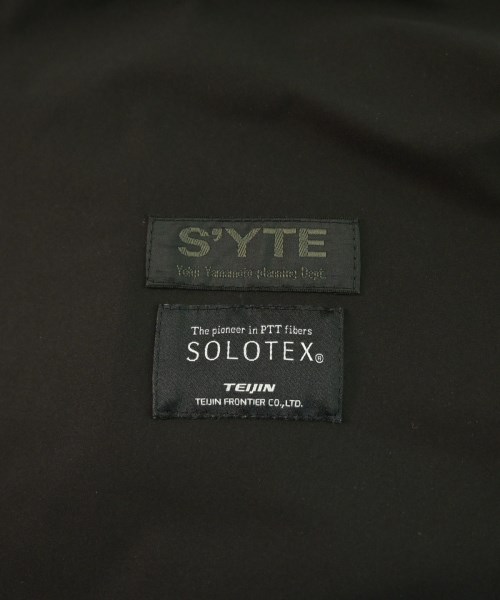 S'YTE
Yohji Yamamoto planning Dept.
The pioneer in PTT fibers
SOLOTEX®
TEIJIN
TEIJIN FRONTIER CO.,LTD.